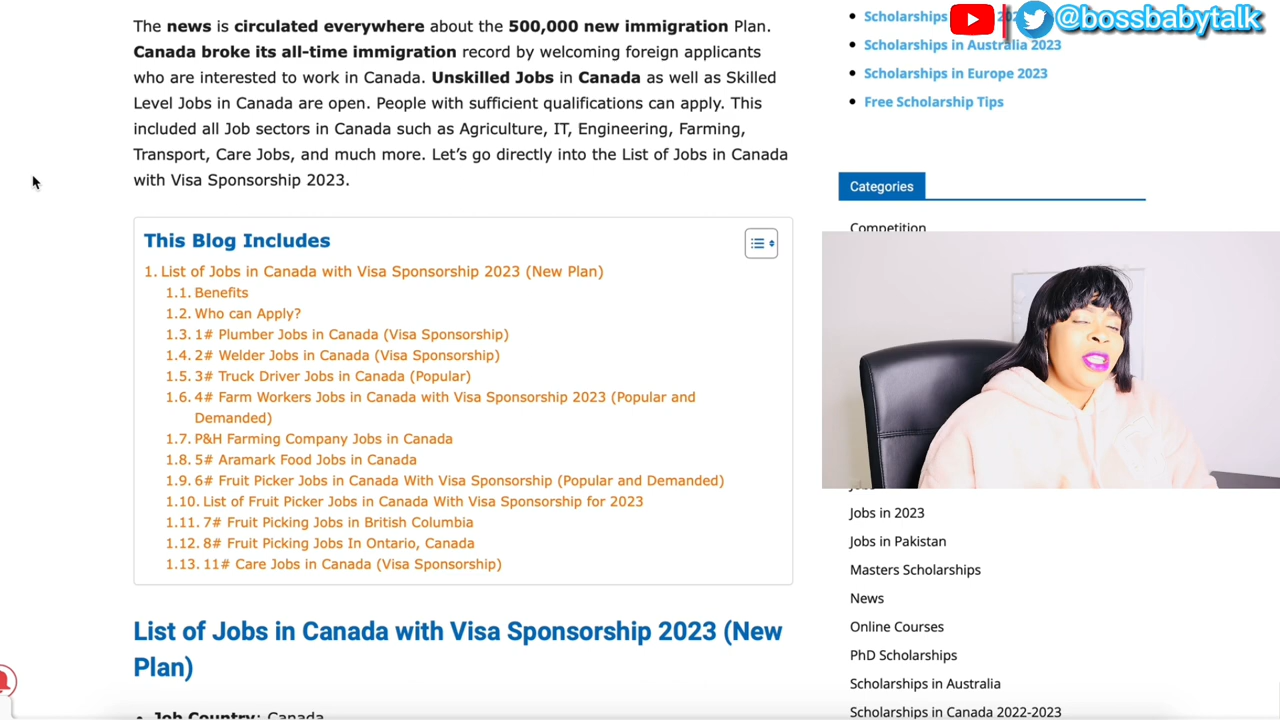 The news is circulated everywhere about the 500,000 new immigration Plan.
Canada broke its all-time immigration record by welcoming foreign applicants
who are interested to work in Canada. Unskilled Jobs in Canada as well as Skilled
Level Jobs in Canada are open. People with sufficient qualifications can apply. This
included all Job sectors in Canada such as Agriculture, IT, Engineering, Farming,
Transport, Care Jobs, and much more. Let’s go directly into the List of Jobs in Canada
with Visa Sponsorship 2023.
This Blog Includes
1. List of Jobs in Canada with Visa Sponsorship 2023 (New Plan)
1.1. Benefits
1.2. Who can Apply?
1.3. 1# Plumber Jobs in Canada (Visa Sponsorship)
1.4. 2# Welder Jobs in Canada (Visa Sponsorship)
1.5. 3# Truck Driver Jobs in Canada (Popular)
1.6. 4# Farm Workers Jobs in Canada with Visa Sponsorship 2023 (Popular and
Demanded)
1.7. P&H Farming Company Jobs in Canada
1.8. 5# Aramark Food Jobs in Canada
1.9. 6# Fruit Picker Jobs in Canada With Visa Sponsorship (Popular and Demanded)
1.10. List of Fruit Picker Jobs in Canada With Visa Sponsorship for 2023
1.11. 7# Fruit Picking Jobs in British Columbia
1.12. 8# Fruit Picking Jobs In Ontario, Canada
1.13. 11# Care Jobs in Canada (Visa Sponsorship)
List of Jobs in Canada with Visa Sponsorship 2023 (New
Plan)
Job Country: Canada
@bossbabytalk
Scholarships
Scholarships in Australia 2023
Scholarships in Europe 2023
Free Scholarship Tips
Categories
Competition
Jobs in 2023
Jobs in Pakistan
Masters Scholarships
News
Online Courses
PhD Scholarships
Scholarships in Australia
Scholarships in Canada 2022-2023